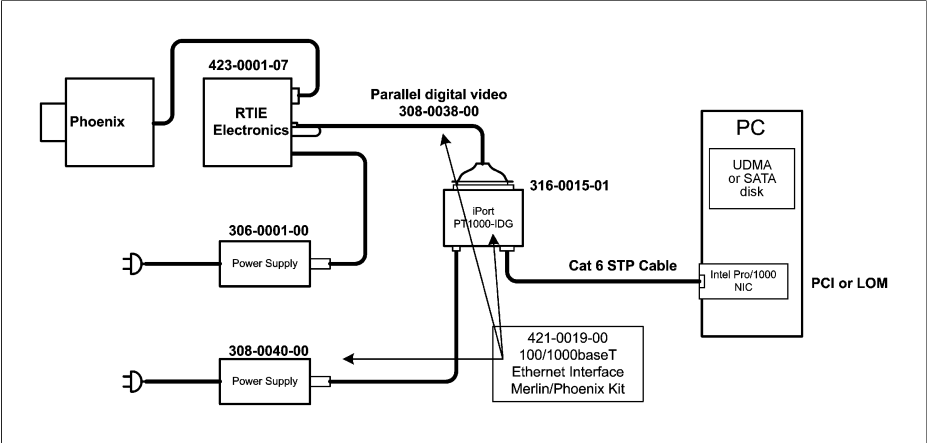 423-0001-07
Phoenix
RTIE
Electronics
Parallel digital video
308-0038-00
316-0015-01
iPort
PT1000-IDG
PC
UDMA
or SATA
disk
306-0001-00
Power Supply
Cat 6 STP Cable
Intel Pro/1000
NIC
PCI or LOM
308-0040-00
Power Supply
421-0019-00
100/1000baseT
Ethernet Interface
Merlin/Phoenix Kit